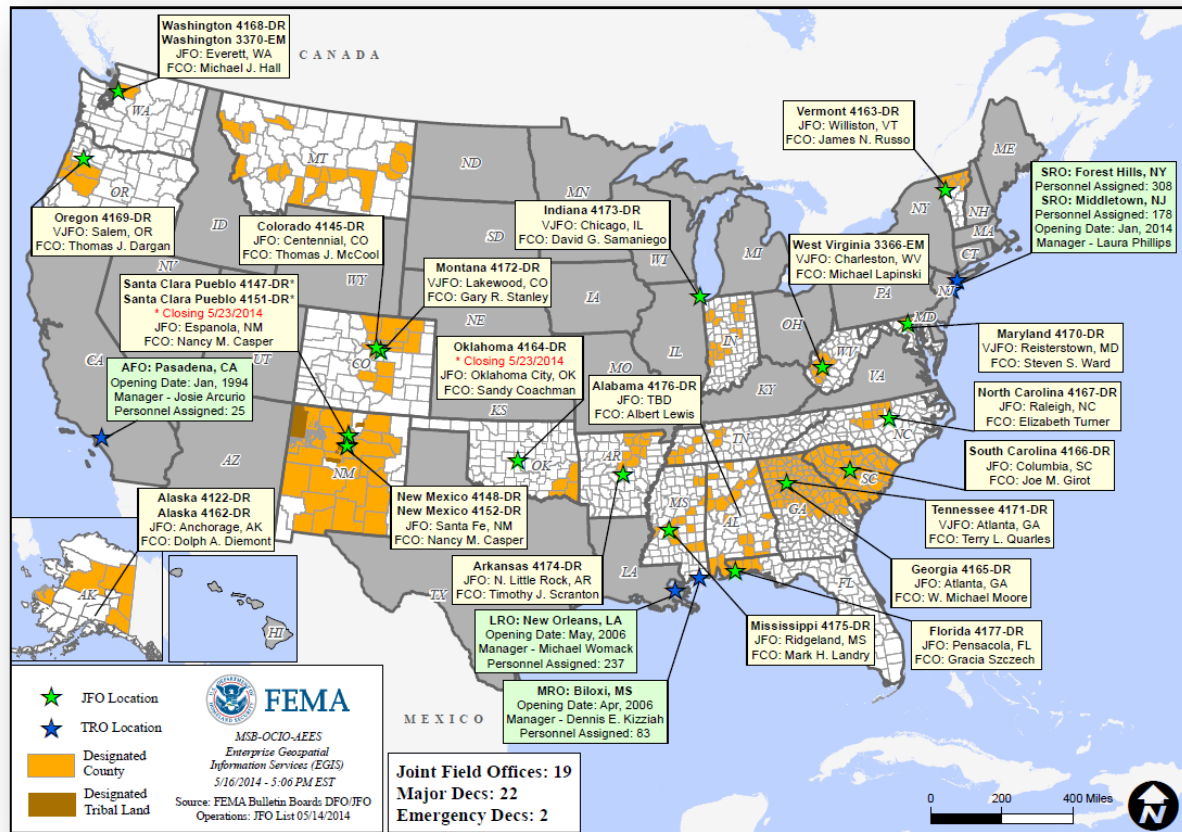 Washington 4168-DR
Washington 3370-EM
JFO: Everett, WA
FCO: Michael J. Hall
CANADA
Vermont 4163-DR
JFO: Williston, VT
FCO: James N. Russo
SRO: Forest Hills, NY
Personnel Assigned: 308
SRO: Middletown, NJ
Personnel Assigned: 178
Opening Date: Jan, 2014
Manager - Laura Phillips
Oregon 4169-DR
VJFO: Salem, OR
FCO: Thomas J. Dargan
Colorado 4145-DR
JFO: Centennial, CO
FCO: Thomas J. McCool
Indiana 4173-DR
VJFO: Chicago, IL
FCO: David G. Samaniego
West Virginia 3366-EM
VJFO: Charleston, WV
FCO: Michael Lapinski
Montana 4172-DR
VJFO: Lakewood, CO
FCO: Gary R. Stanley
Santa Clara Pueblo 4147-DR*
Santa Clara Pueblo 4151-DR*
* Closing 5/23/2014
JFO: Espanola, NM
FCO: Nancy M. Casper
Oklahoma 4164-DR
* Closing 5/23/2014
JFO: Oklahoma City, OK
FCO: Sandy Coachman
Maryland 4170-DR
VJFO: Reisterstown, MD
FCO: Steven S. Ward
AFO: Pasadena, CA
Opening Date: Jan, 1994
Manager - Josie Arcurio
Personnel Assigned: 25
Alabama 4176-DR
JFO: TBD
FCO: Albert Lewis
North Carolina 4167-DR
JFO: Raleigh, NC
FCO: Elizabeth Turner
South Carolina 4166-DR
JFO: Columbia, SC
FCO: Joe M. Girot
Alaska 4122-DR
Alaska 4162-DR
JFO: Anchorage, AK
FCO: Dolph A. Diemont
New Mexico 4148-DR
New Mexico 4152-DR
JFO: Santa Fe, NM
FCO: Nancy M. Casper
Tennessee 4171-DR
VJFO: Atlanta, GA
FCO: Terry L. Quarles
Arkansas 4174-DR
JFO: N. Little Rock, AR
FCO: Timothy J. Scranton
Georgia 4165-DR
JFO: Atlanta, GA
FCO: W. Michael Moore
LRO: New Orleans, LA
Opening Date: May, 2006
Manager - Michael Womack
Personnel Assigned: 237
Mississippi 4175-DR
JFO: Ridgeland, MS
FCO: Mark H. Landry
Florida 4177-DR
JFO: Pensacola, FL
FCO: Gracia Szczech
MRO: Biloxi, MS
Opening Date: Apr, 2006
Manager - Dennis E. Kizziah
Personnel Assigned: 83
WA
MT
ND
MN
ME
OR
ID
SD
WI
MI
NY
NH
MA
CT
NV
WY
IA
PA
NJ
NE
OH
MD
CA
UT
CO
IL
IN
WV
VA
KS
MO
KY
AZ
NM
OK
AR
TN
NC
SC
MS
AL
GA
TX
LA
FL
AK
HI
MEXICO
JFO Location
TRO Location
Designated
County
Designated
Tribal Land
FEMA
MSB-OCIO-AEES
Enterprise Geospatial
Information Services (EGIS)
5/16/2014 - 5:06 PM EST
Source: FEMA Bulletin Boards DFO/JFO
Operations: JFO List 05/14/2014
Joint Field Offices: 19
Major Decs: 22
Emergency Decs: 2
0 200 400 Miles
N